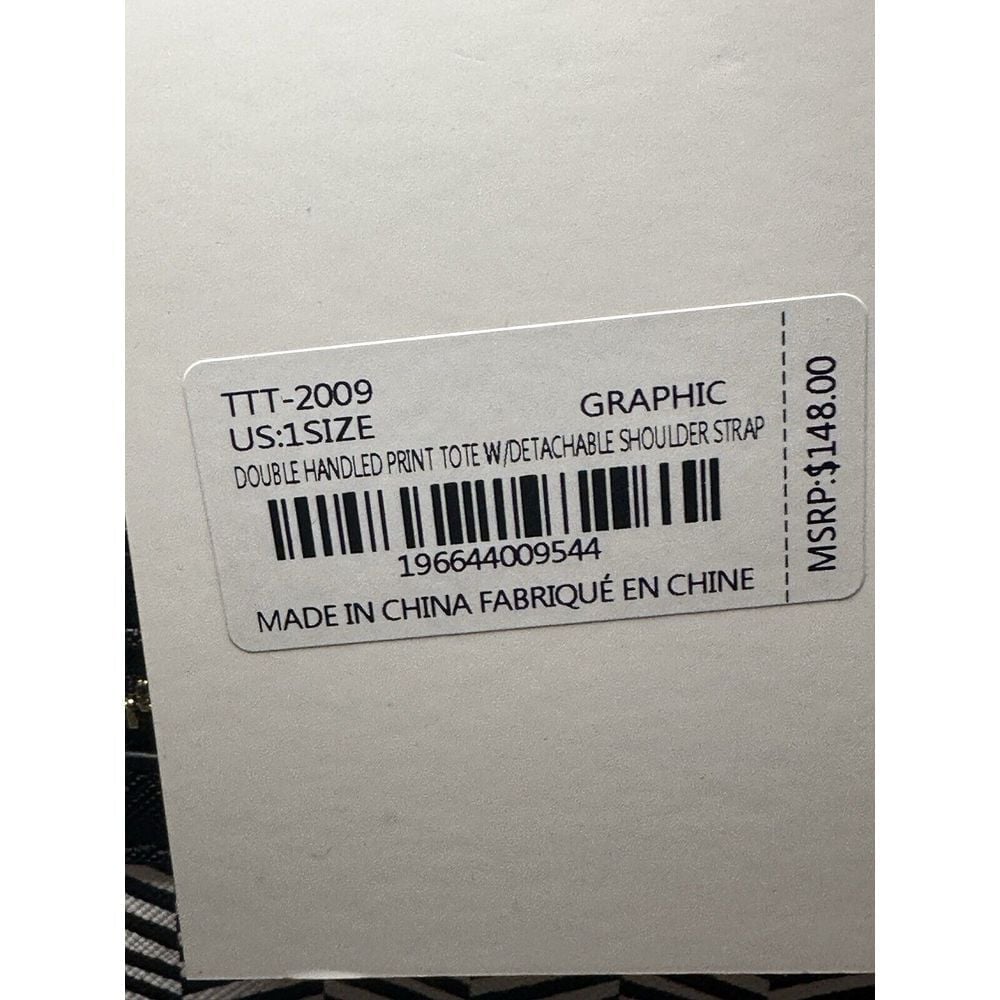 TTT-2009
GRAPHIC
US:1SIZE
DOUBLE HANDLED PRINT TOTE W/DETACHABLE SHOULDER STRAP
196644009544
MADE IN CHINA FABRIQUÉ EN CHINE
MSRP:$148.00